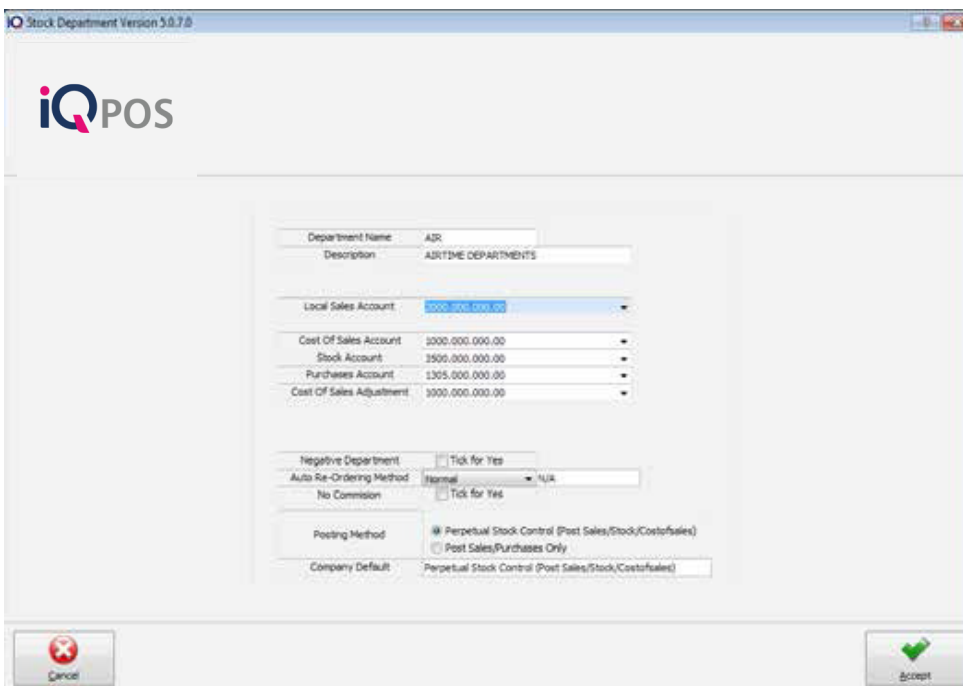 iQ Stock Department Version 5.0.7.0
iQPOS
Department Name AIR
Description AIRTIME DEPARTMENTS
Local Sales Account
Cost Of Sales Account 1000.000.000.00
Stock Account 3500.000.000.00
Purchases Account 1305.000.000.00
Cost Of Sales Adjustment 1000.000.000.00
Negative Department Tick for Yes
Auto Re-Ordering Method Normal N/A
No Commision Tick for Yes
Posting Method
Perpetual Stock Control (Post Sales/Stock/Costofsales)
Post Sales/Purchases Only
Company Default Perpetual Stock Control (Post Sales/Stock/Costofsales)
Cancel
Accept